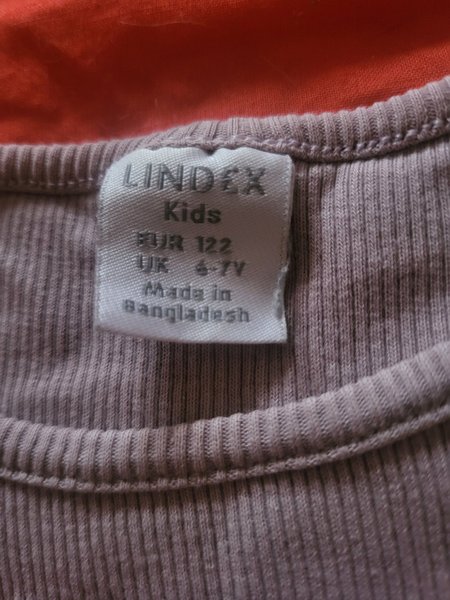 LINDEX
Kids
EUR 122
UK 6-7Y
Made in
Bangladesh